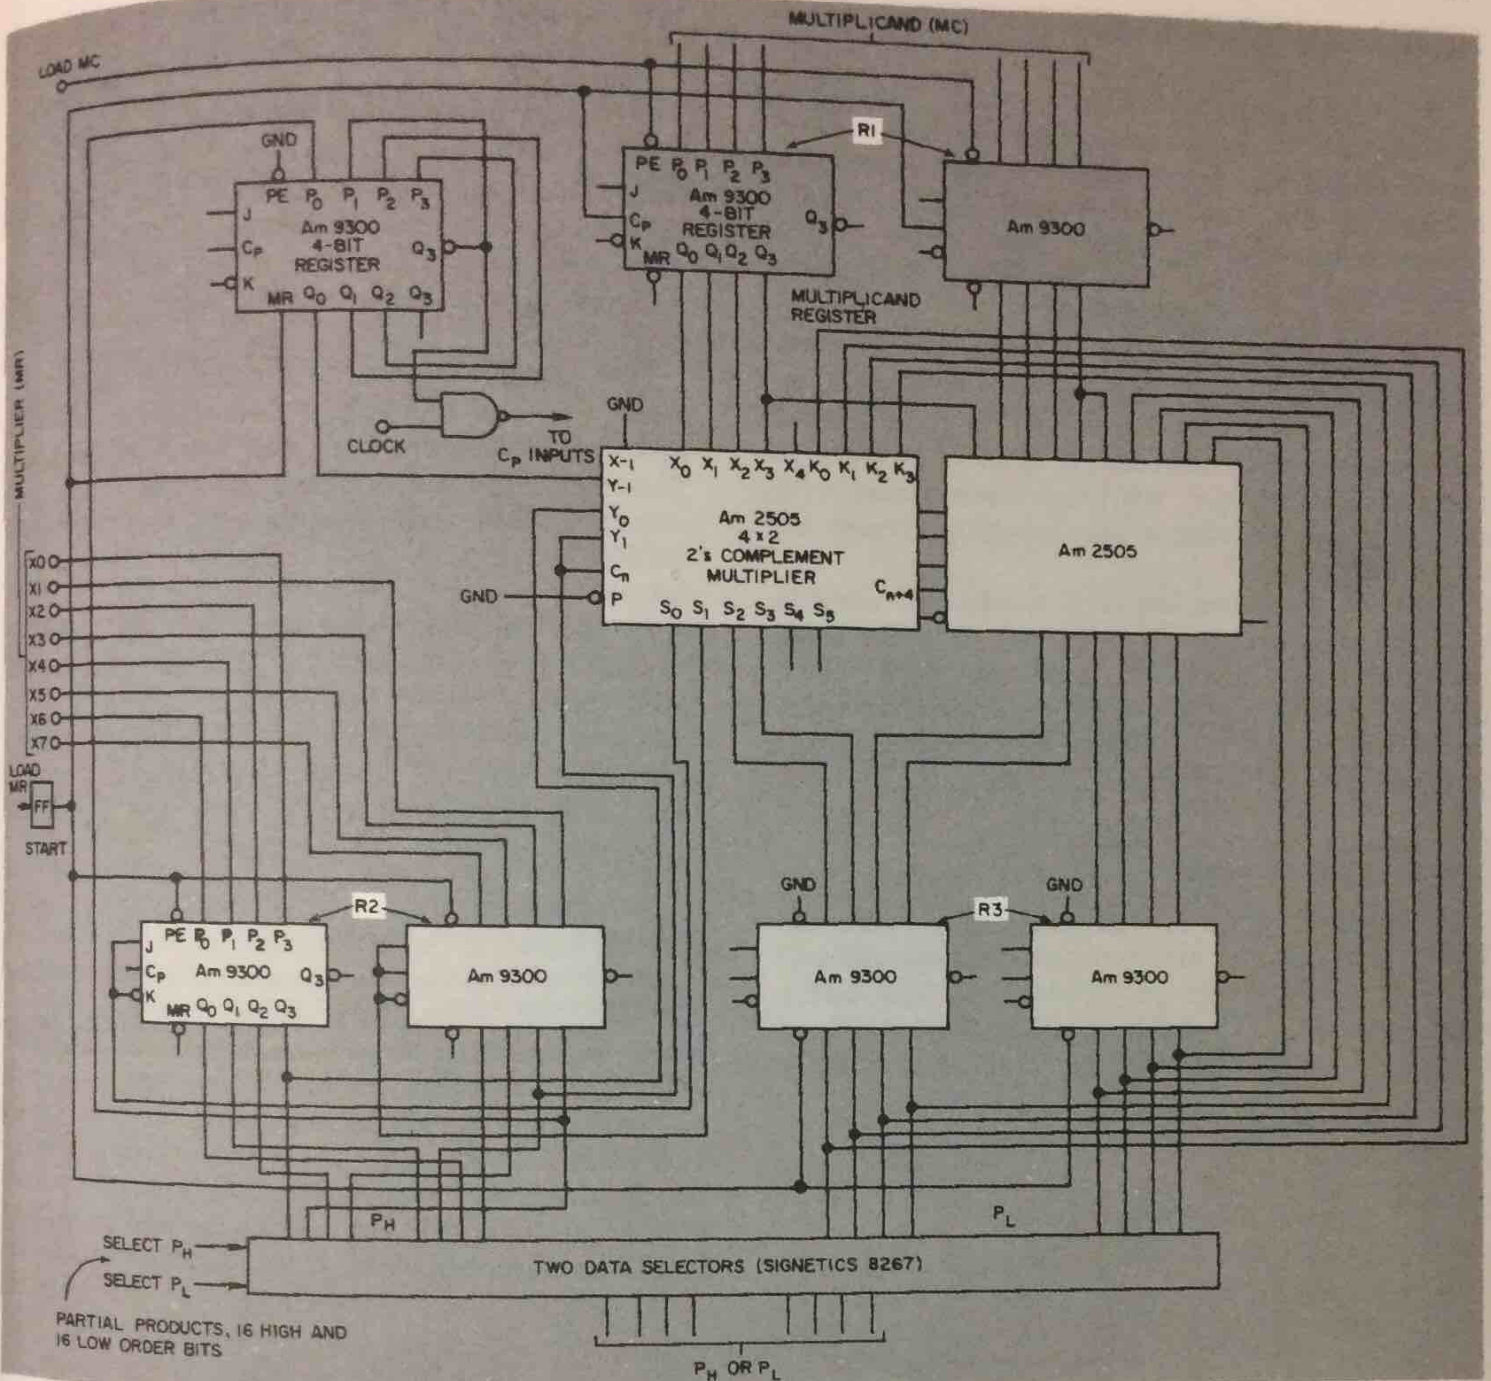 MULTIPLICAND (MC)
LOAD MC
R1
GND
PE P0 P1 P2 P3
J
Am 9300
4-BIT
REGISTER
CP
K
Q3
MR Q0 Q1 Q2 Q3
PE P0 P1 P2 P3
J
Am 9300
4-BIT
REGISTER
CP
K
Q3
MR Q0 Q1 Q2 Q3
Am 9300
MULTIPLICAND
REGISTER
MULTIPLIER (MR)
CLOCK
TO
CP INPUTS
GND
X-1 X0 X1 X2 X3 X4 K0 K1 K2 K3
Y-1
Y0
Y1
Cn
P
GND
Am 2505
4x2
2's COMPLEMENT
MULTIPLIER
Cn+4
S0 S1 S2 S3 S4 S5
Am 2505
X0
X1
X2
X3
X4
X5
X6
X7
LOAD
MR
FF
START
R2
PE P0 P1 P2 P3
J
CP
Am 9300
Q3
K
MR Q0 Q1 Q2 Q3
Am 9300
GND
GND
R3
Am 9300
Am 9300
PH
PL
SELECT PH
SELECT PL
TWO DATA SELECTORS (SIGNETICS 8267)
PARTIAL PRODUCTS, 16 HIGH AND
16 LOW ORDER BITS
PH OR PL